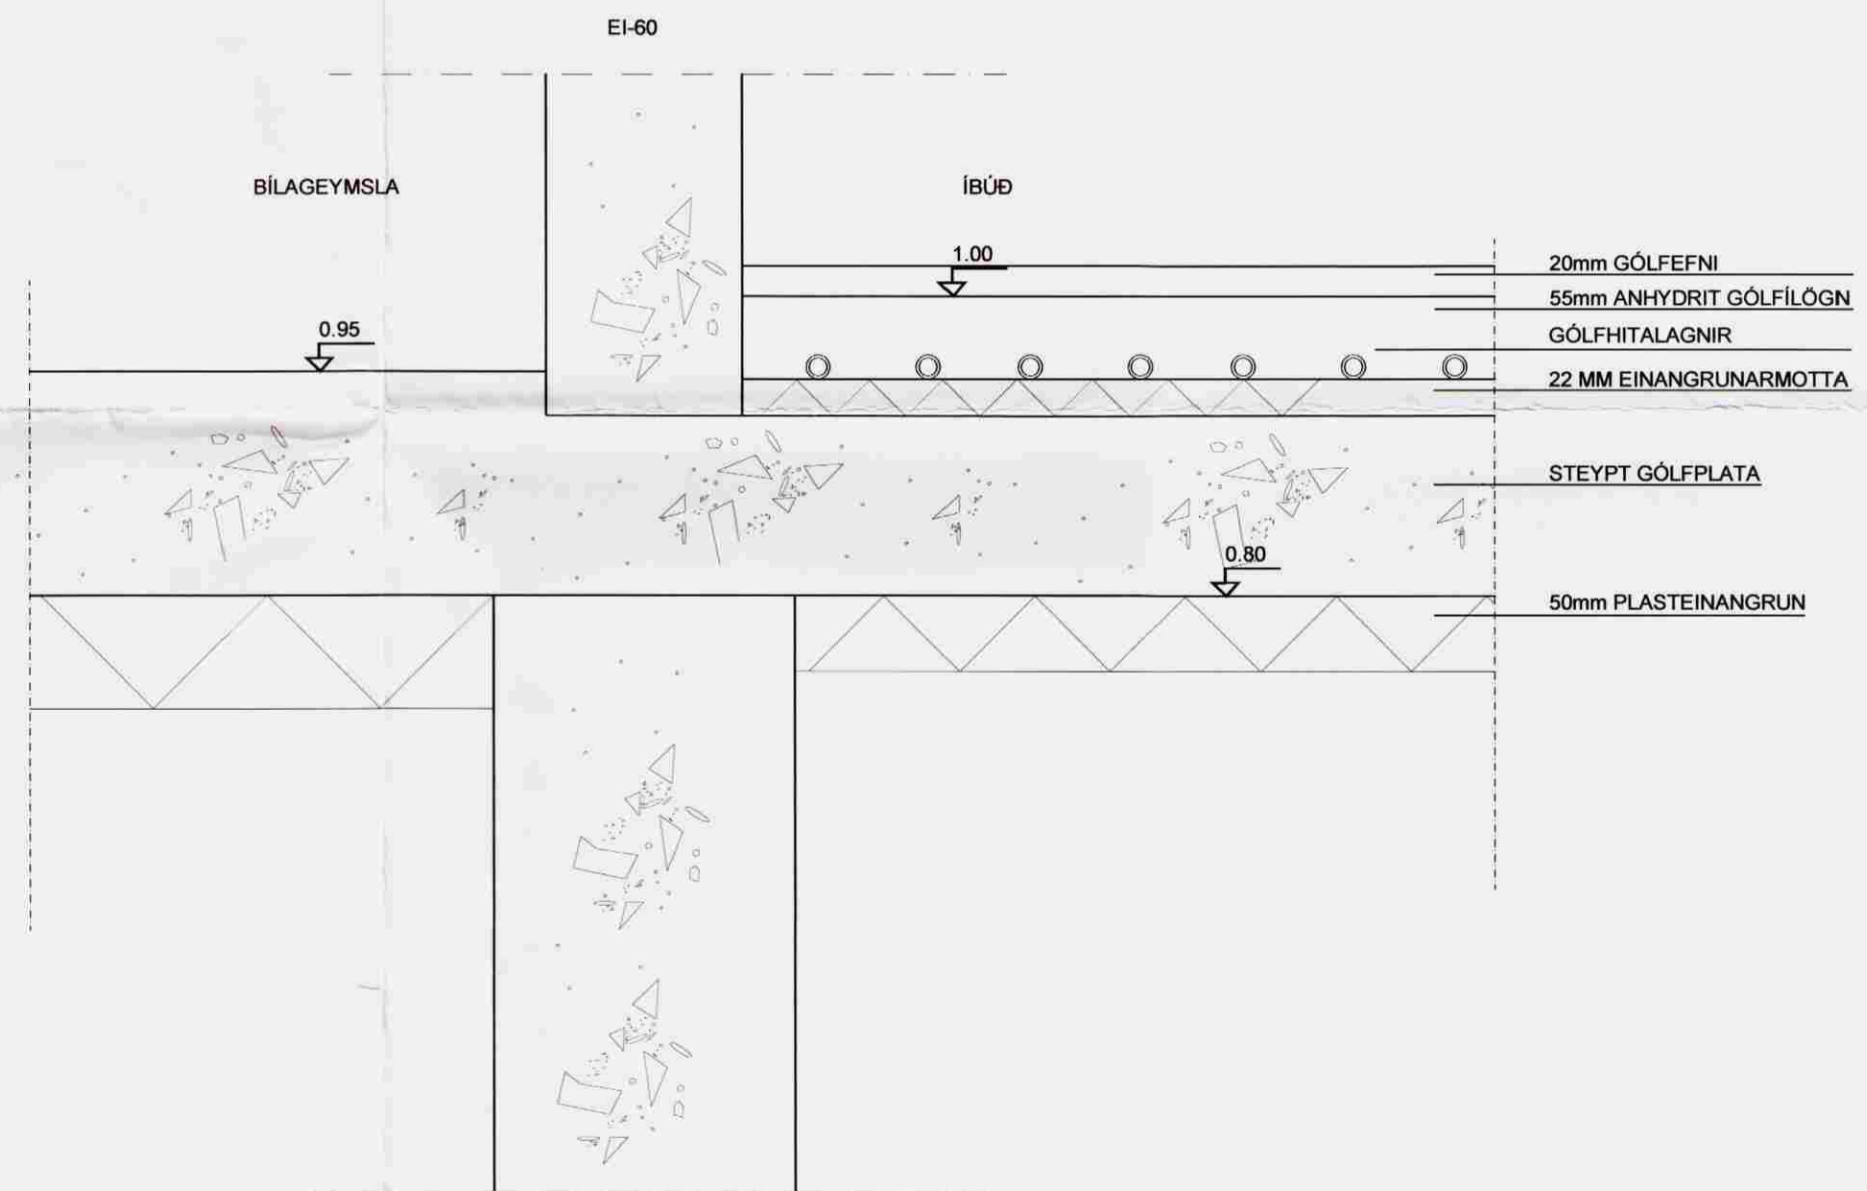 EI-60
BÍLAGEYMSLA
ÍBÚÐ
1.00
20mm GÓLFEFNI
55mm ANHYDRIT GÓLFÍLÖGN
0.95
GÓLFHITALAGNIR
22 MM EINANGRUNARMOTTA
STEYPT GÓLFPLATA
0.80
50mm PLASTEINANGRUN